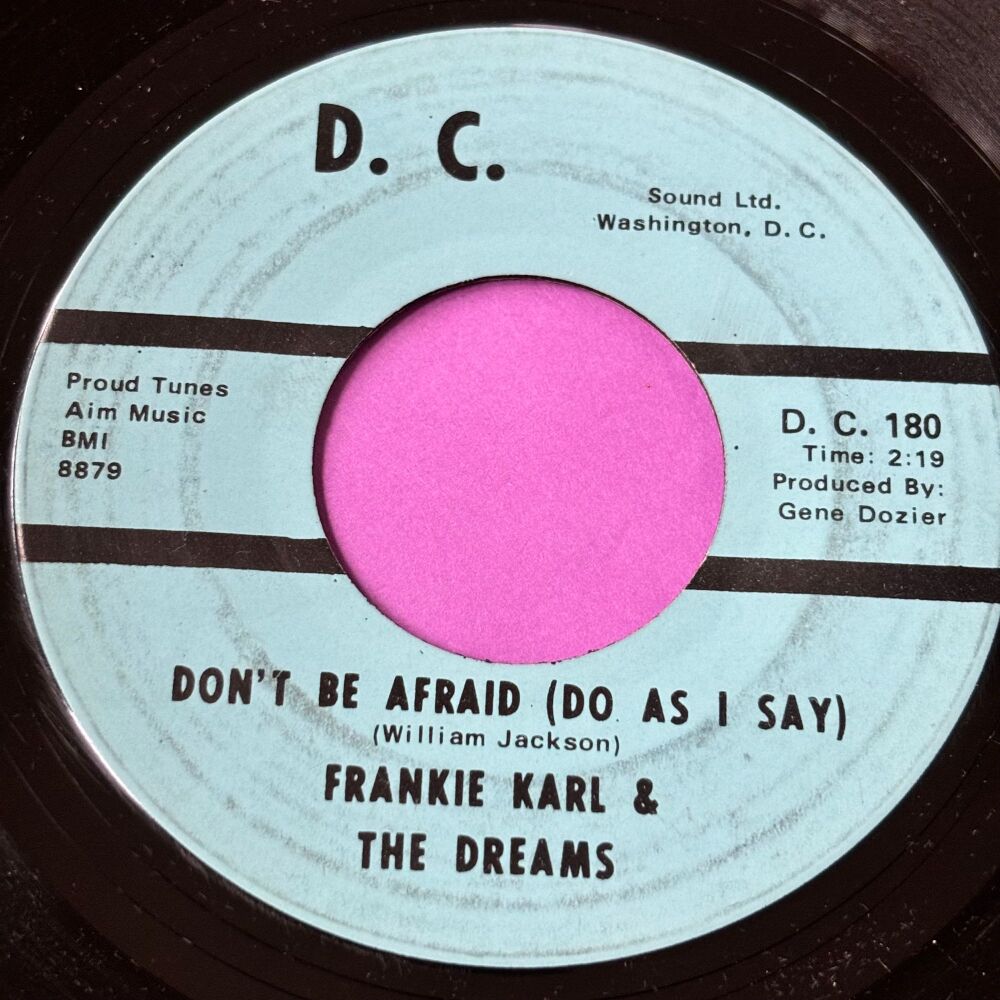 D. C.
Sound Ltd.
Washington, D. C.
Proud Tunes
Aim Music
BMI
8879
D. C. 180
Time: 2:19
Produced By:
Gene Dozier
DON'T BE AFRAID (DO AS I SAY)
(William Jackson)
FRANKIE KARL &
THE DREAMS